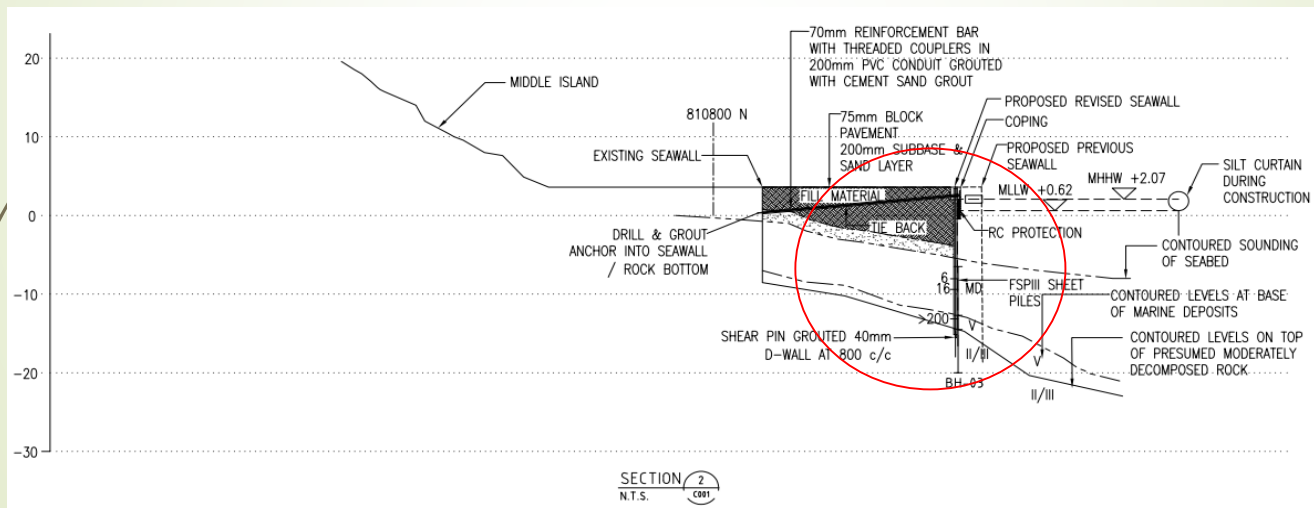 70mm REINFORCEMENT BAR
WITH THREADED COUPLERS IN
200mm PVC CONDUIT GROUTED
WITH CEMENT SAND GROUT
20
MIDDLE ISLAND
810800 N
75mm BLOCK
PAVEMENT
200mm SUBBASE &
SAND LAYER
PROPOSED REVISED SEAWALL
COPING
PROPOSED PREVIOUS
SEAWALL
10
EXISTING SEAWALL
MLLW +0.62
MHHW +2.07
SILT CURTAIN
DURING
CONSTRUCTION
FILL MATERIAL
0
TIE BACK
RC PROTECTION
DRILL & GROUT
ANCHOR INTO SEAWALL
/ ROCK BOTTOM
CONTOURED SOUNDING
OF SEABED
6
16
MD
FSPIII SHEET
PILES
-10
CONTOURED LEVELS AT BASE
OF MARINE DEPOSITS
>200
V
SHEAR PIN GROUTED 40mm
D-WALL AT 800 c/c
II/III
V
CONTOURED LEVELS ON TOP
OF PRESUMED MODERATELY
DECOMPOSED ROCK
-20
BH-03
II/III
-30
SECTION 2
N.T.S. C001